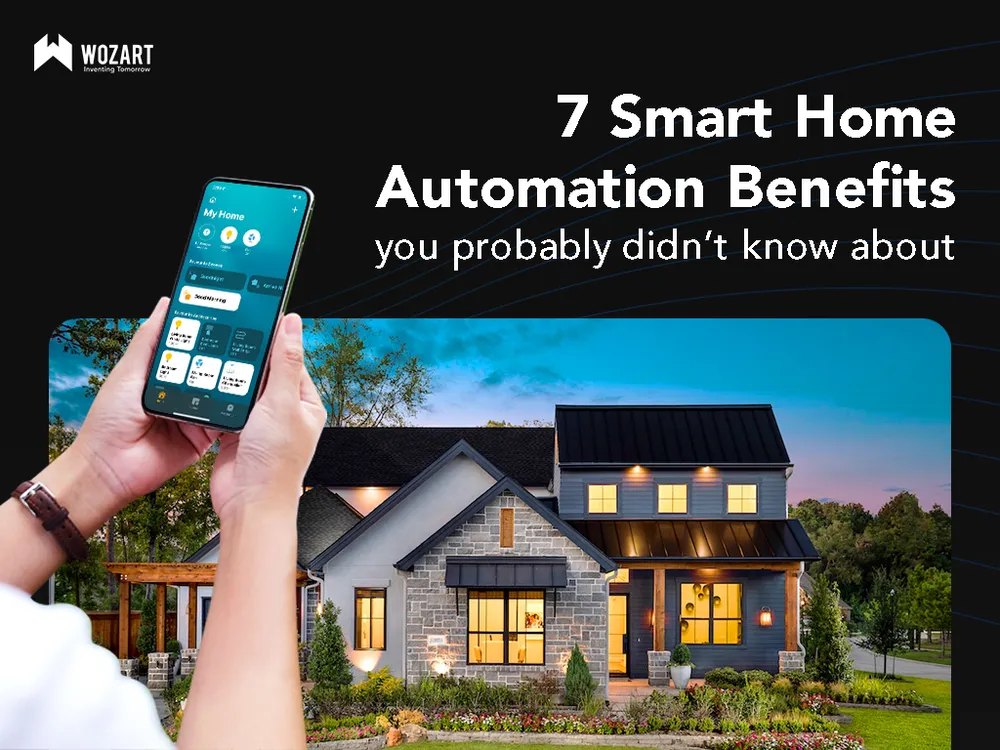 WOZART
Inventing Tomorrow
7 Smart Home
Automation Benefits
you probably didn't know about
My Home
Good Morning